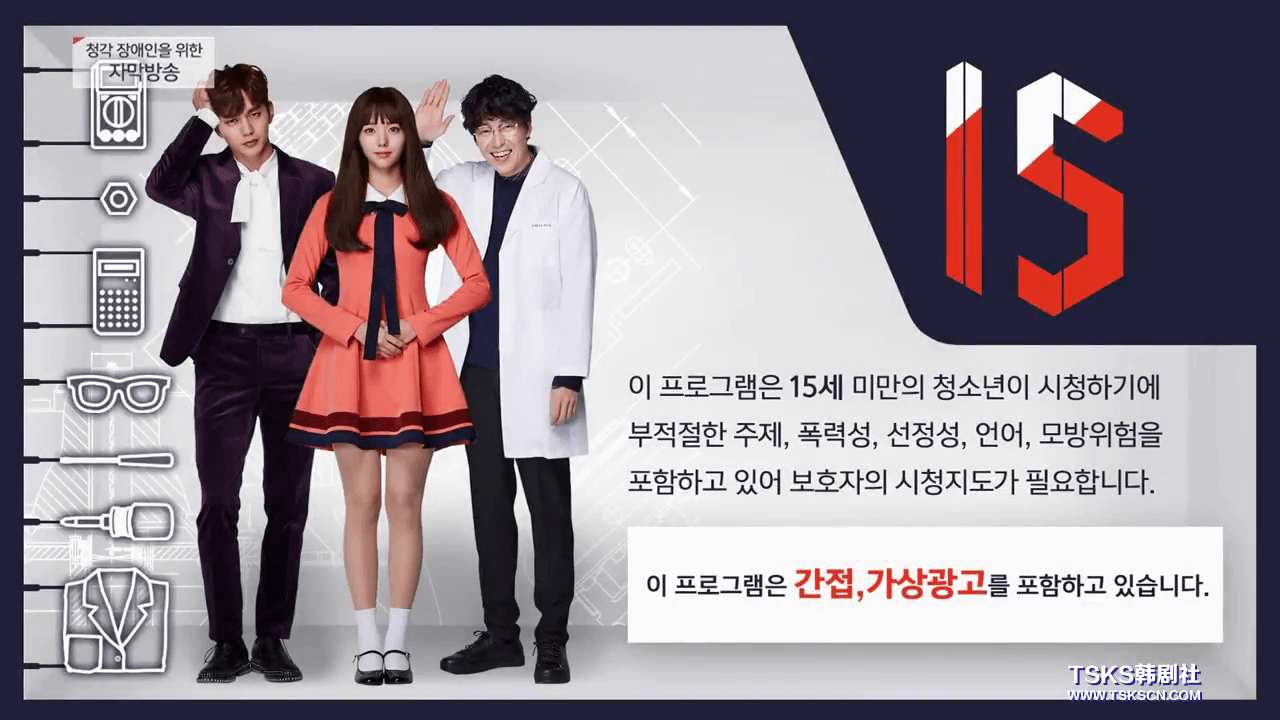 청각 장애인을 위한
자막방송
15
이 프로그램은 15세 미만의 청소년이 시청하기에
부적절한 주제, 폭력성, 선정성, 언어, 모방위험을
포함하고 있어 보호자의 시청지도가 필요합니다.
이 프로그램은 간접,가상광고를 포함하고 있습니다.
TSKS韩剧社
WWW.TSKSCN.COM